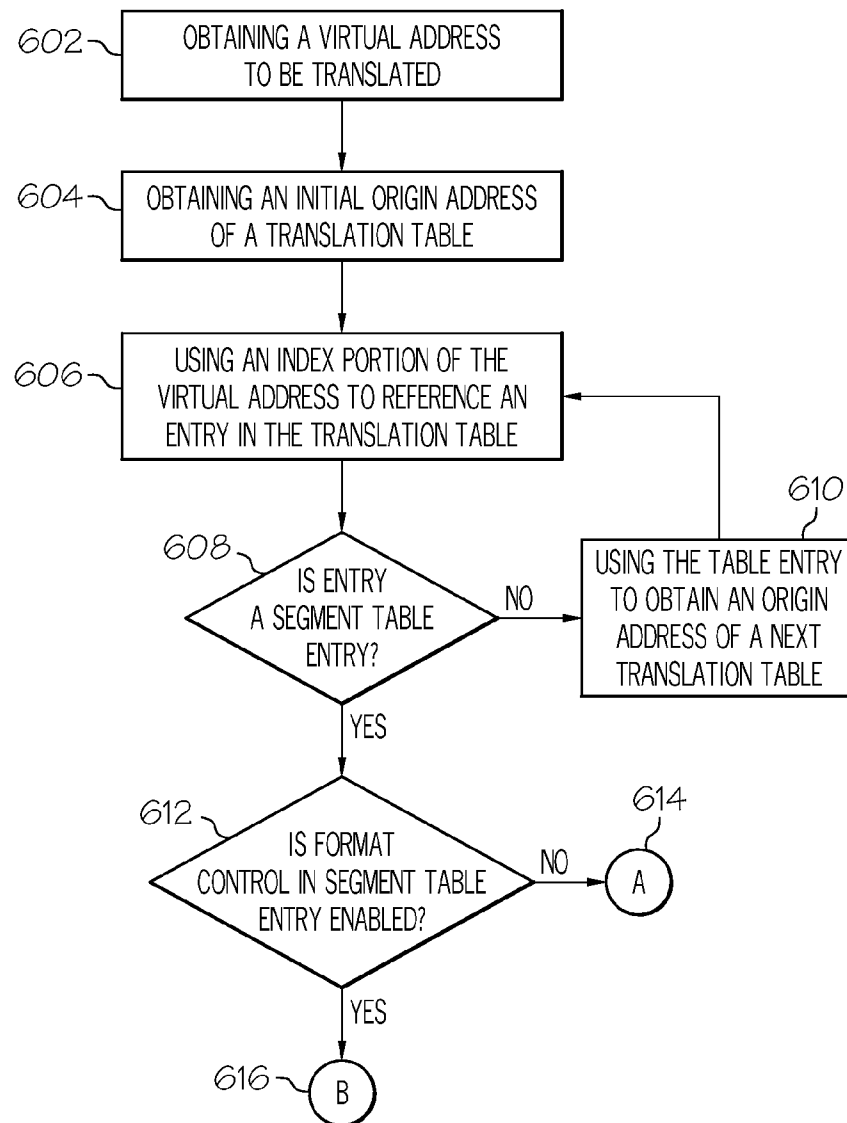 602
OBTAINING A VIRTUAL ADDRESS
TO BE TRANSLATED
604
OBTAINING AN INITIAL ORIGIN ADDRESS
OF A TRANSLATION TABLE
606
USING AN INDEX PORTION OF THE
VIRTUAL ADDRESS TO REFERENCE AN
ENTRY IN THE TRANSLATION TABLE
608
IS ENTRY
A SEGMENT TABLE
ENTRY?
NO
610
USING THE TABLE ENTRY
TO OBTAIN AN ORIGIN
ADDRESS OF A NEXT
TRANSLATION TABLE
YES
612
IS FORMAT
CONTROL IN SEGMENT TABLE
ENTRY ENABLED?
NO
614
A
YES
616
B